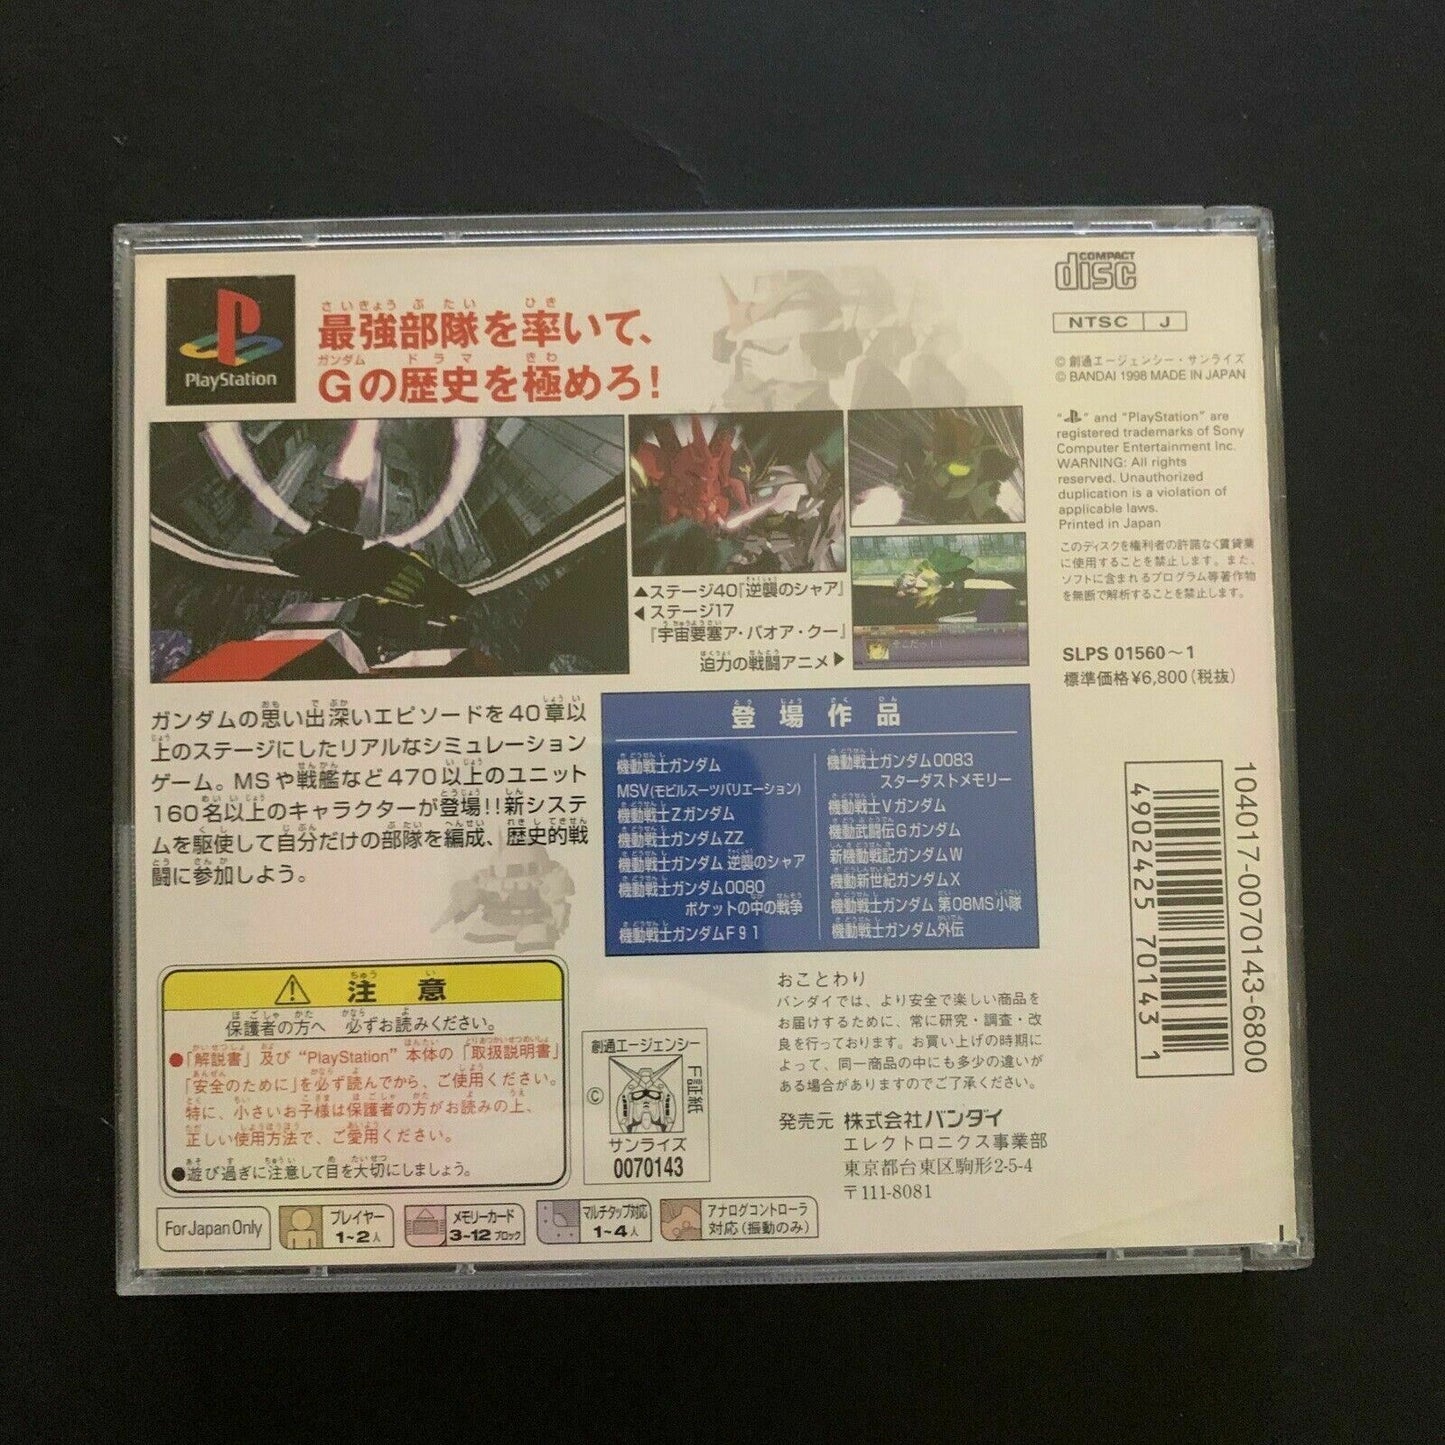 PlayStation
さいきょうぶたい ひき
最強部隊を率いて、
ガンダム ドラマ きわ
Gの歴史を極めろ!
COMPACT
disc
NTSC J
© 創通エージェンシー・サンライズ
© BANDAI 1998 MADE IN JAPAN
" " and "PlayStation" are
registered trademarks of Sony
Computer Entertainment Inc.
WARNING: All rights
reserved. Unauthorized
duplication is a violation of
applicable laws.
Printed in Japan
このディスクを権利者の許諾なく賃貸業
に使用することを禁止します。また、
ソフトに含まれるプログラム等著作物
を無断で解析することを禁止します。
SLPS 01560～1
標準価格¥6,800(税抜)
▲ステージ40『逆襲のシャア』
◀ステージ17
『宇宙要塞ア・バオア・クー』
迫力の戦闘アニメ▶
ガンダムの思い出深いエピソードを40章以
上のステージにしたリアルなシミュレーション
ゲーム。MSや戦艦など470以上のユニット
160名以上のキャラクターが登場!!新システ
ムを駆使して自分だけの部隊を編成、歴史的戦
闘に参加しよう。
登場作品
機動戦士ガンダム
MSV(モビルスーツバリエーション)
機動戦士Zガンダム
機動戦士ガンダムZZ
機動戦士ガンダム 逆襲のシャア
機動戦士ガンダム0080
ポケットの中の戦争
機動戦士ガンダムF91
機動戦士ガンダム0083
スターダストメモリー
機動戦士Vガンダム
機動武闘伝Gガンダム
新機動戦記ガンダムW
機動新世紀ガンダムX
機動戦士ガンダム 第08MS小隊
機動戦士ガンダム外伝
104017-0070143-6800
4902425 70143 1
注意
保護者の方へ 必ずお読みください。
●「解説書」及び "PlayStation" 本体の「取扱説明書」
「安全のために」を必ず読んでから、ご使用ください。
特に、小さいお子様は保護者の方がお読みの上、
正しい使用方法で、ご愛用ください。
●遊び過ぎに注意して目を大切にしましょう。
創通エージェンシー
© 証紙
サンライズ
0070143
おことわり
バンダイでは、より安全で楽しい商品を
お届けするために、常に研究・調査・改
良を行っております。お買い上げの時期に
よって、同一商品の中にも多少の違いが
ある場合がありますのでご了承ください。
発売元 株式会社バンダイ
エレクトロニクス事業部
東京都台東区駒形2-5-4
〒111-8081
For Japan Only
プレイヤー
1~2人
メモリーカード
3~12ブロック
マルチタップ対応
1~4人
アナログコントローラ
対応(振動のみ)